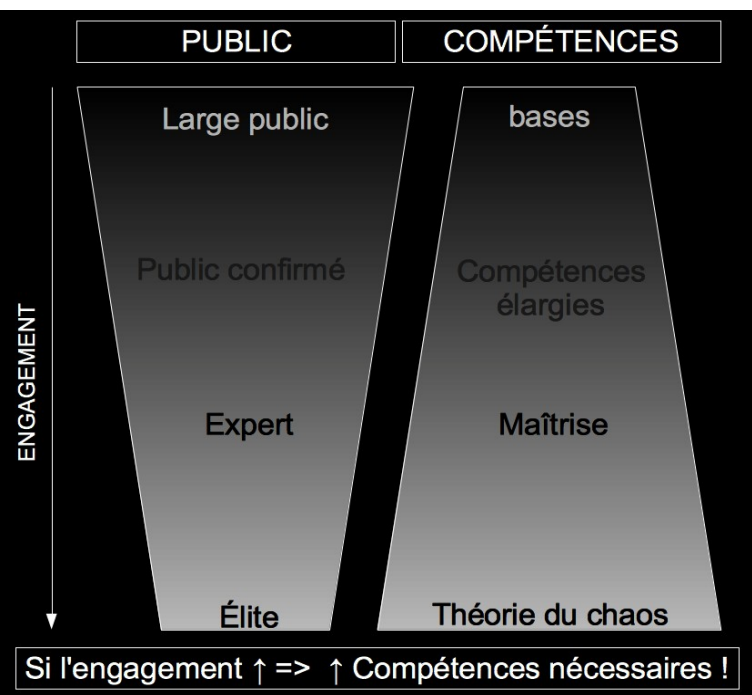 PUBLIC
COMPÉTENCES
Large public
bases
Public confirmé
Compétences
élargies
Expert
Maîtrise
Élite
Théorie du chaos
ENGAGEMENT
Si l'engagement ↑ => ↑ Compétences nécessaires !